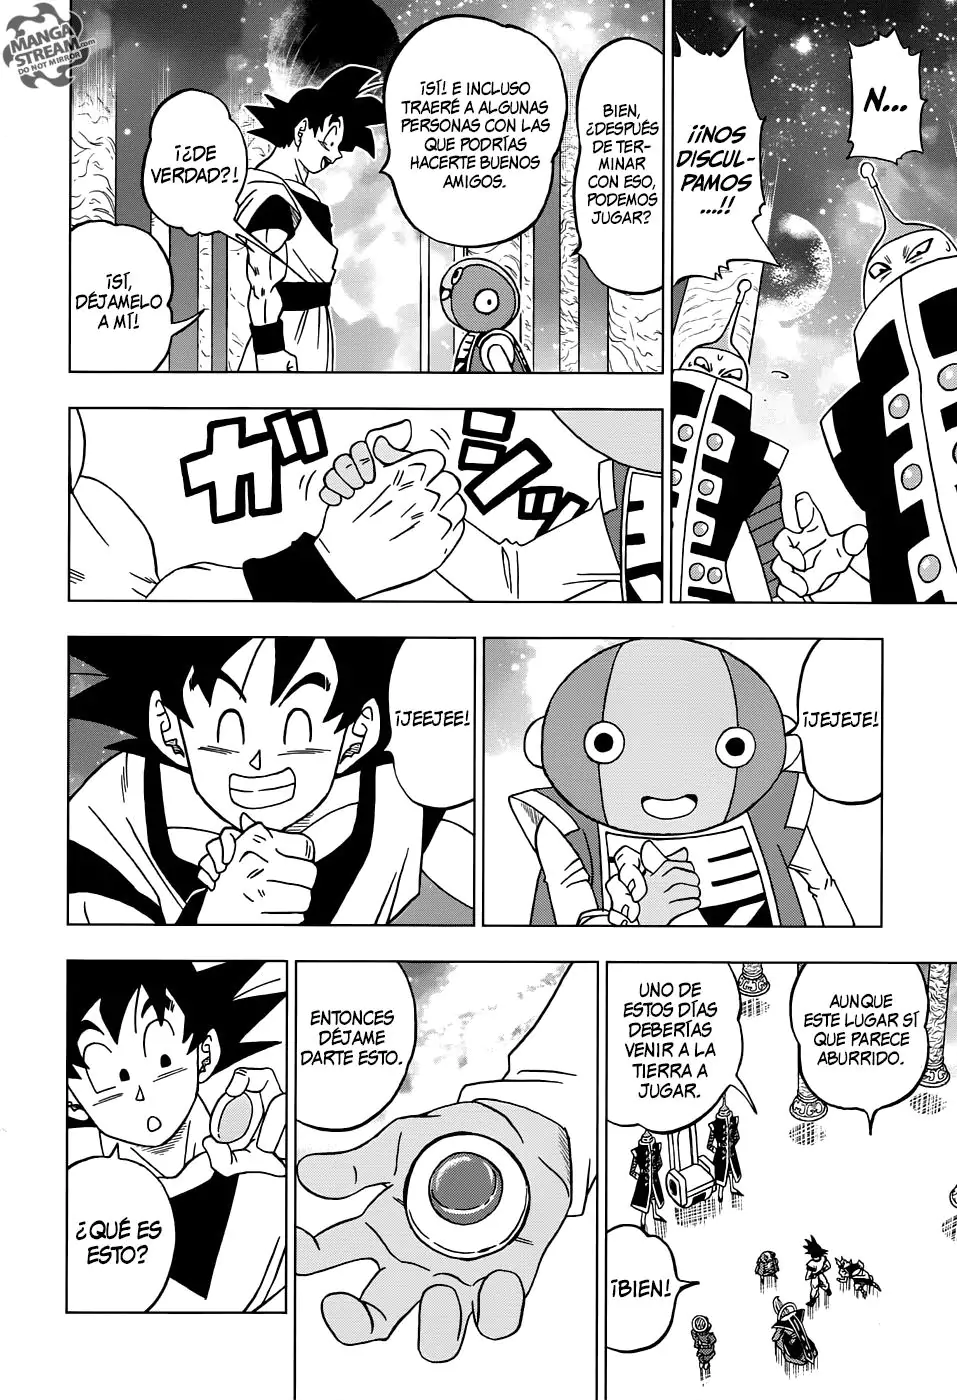 MANGA
STREAM.com
DO NOT MIRROR
N...
¡¡¡NOS
DISCUL-
PAMOS
...!!
BIEN,
¿DESPUÉS
DE TER-
MINAR
CON ESO,
PODEMOS
JUGAR?
¡SÍ! E INCLUSO
TRAERÉ A ALGUNAS
PERSONAS CON LAS
QUE PODRÍAS
HACERTE BUENOS
AMIGOS.
¡¿DE
VERDAD?!
¡SÍ,
DÉJAMELO
A MÍ!
ガシッ
¡JEJEJE!
¡JEEJEE!
AUNQUE
ESTE LUGAR SÍ
QUE PARECE
ABURRIDO.
UNO DE
ESTOS DÍAS
DEBERÍAS
VENIR A LA
TIERRA A
JUGAR.
¡BIEN!
ENTONCES
DÉJAME
DARTE ESTO.
¿QUÉ ES
ESTO?